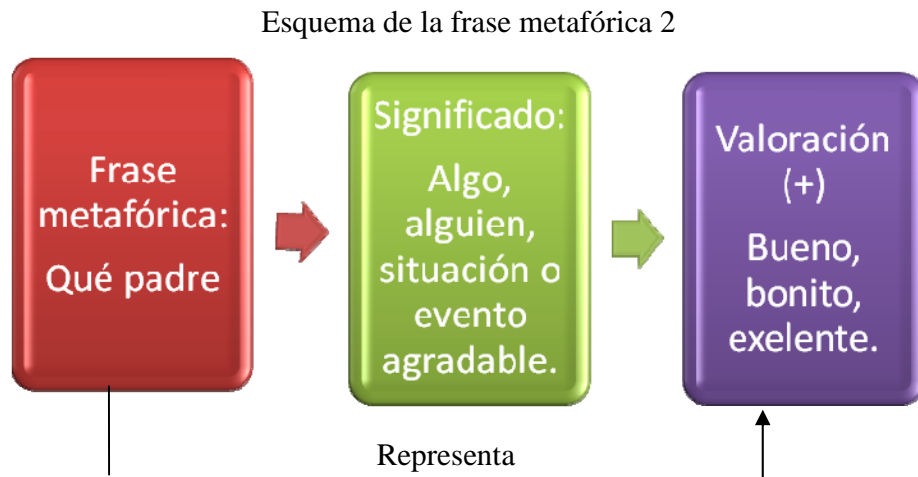 Esquema de la frase metafórica 2
Frase
metafórica:
Qué padre
Significado:
Algo,
alguien,
situación o
evento
agradable.
Valoración
(+)
Bueno,
bonito,
exelente.
Representa